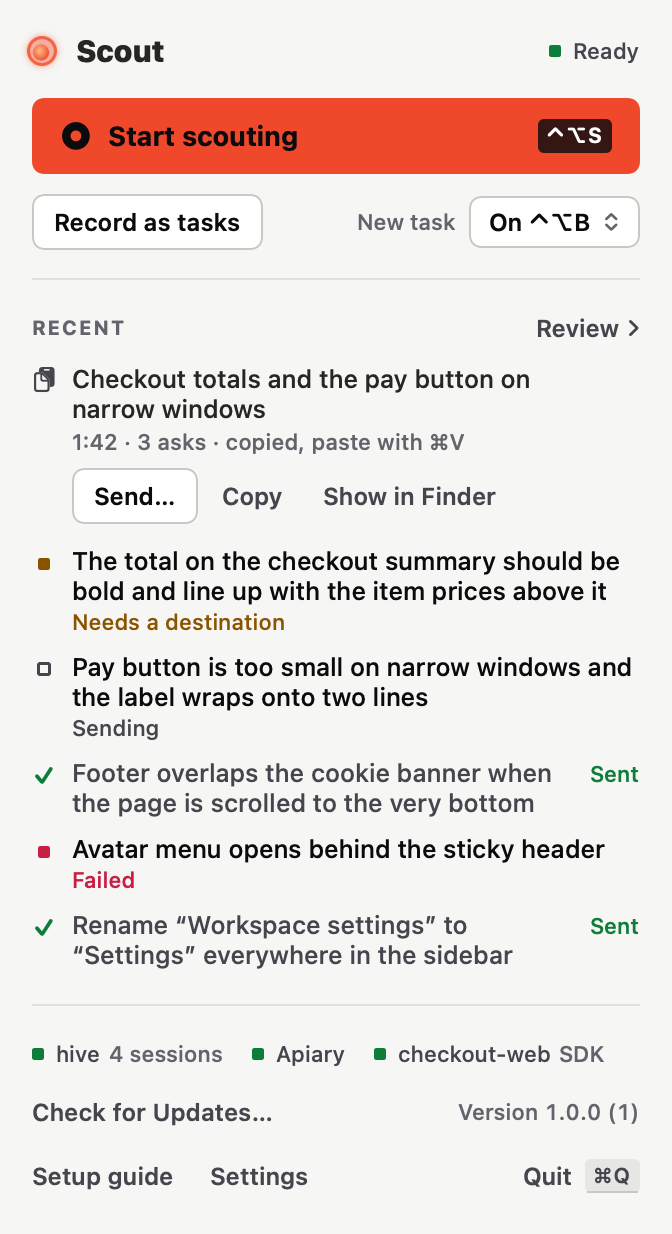 Scout
Ready
Start scouting
⌃⌥S
Record as tasks
New task
On ⌃⌥B
RECENT
Review
Checkout totals and the pay button on
narrow windows
1:42 · 3 asks · copied, paste with ⌘V
Send...
Copy
Show in Finder
The total on the checkout summary should be
bold and line up with the item prices above it
Needs a destination
Pay button is too small on narrow windows and
the label wraps onto two lines
Sending
Footer overlaps the cookie banner when
Sent
the page is scrolled to the very bottom
Avatar menu opens behind the sticky header
Failed
Rename “Workspace settings” to
Sent
“Settings” everywhere in the sidebar
hive 4 sessions
Apiary
checkout-web SDK
Check for Updates...
Version 1.0.0 (1)
Setup guide
Settings
Quit ⌘Q